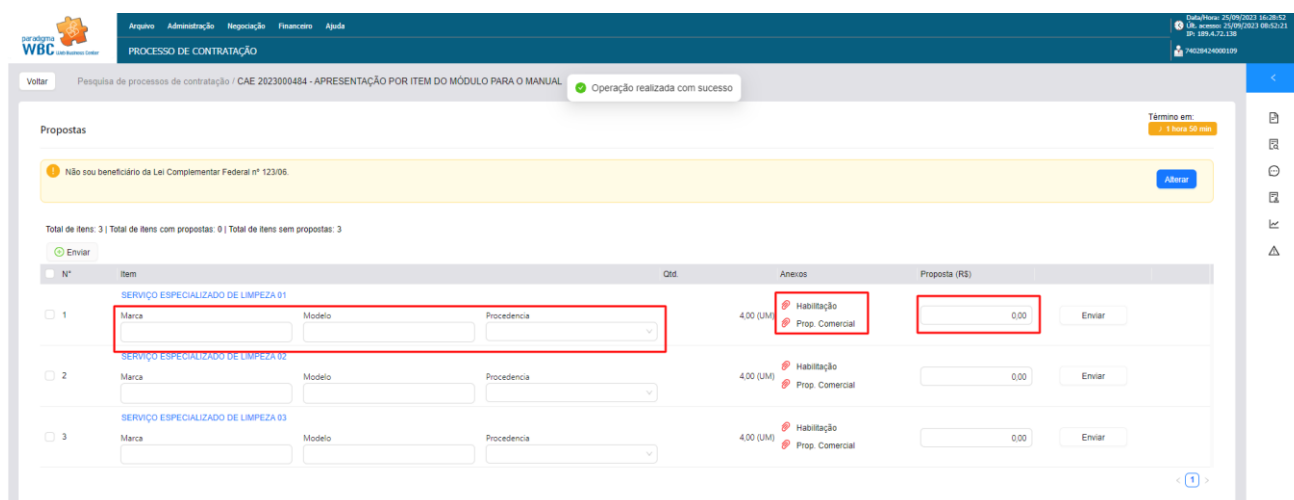 Arquivo Administração Negociação Financeiro Ajuda
Data/Hora: 25/09/2023 16:28:52
Últ. acesso: 25/09/2023 08:52:21
IP: 189.4.72.138
paradigma
WBC Web Business Center
PROCESSO DE CONTRATAÇÃO
74028424000109
Voltar Pesquisa de processos de contratação / CAE 2023000484 - APRESENTAÇÃO POR ITEM DO MÓDULO PARA O MANUAL
Operação realizada com sucesso
Propostas
Término em:
1 hora 50 min
Não sou beneficiário da Lei Complementar Federal nº 123/06.
Alterar
Total de itens: 3 | Total de itens com propostas: 0 | Total de itens sem propostas: 3
Enviar
N° Item Qtd. Anexos Proposta (R$)
SERVIÇO ESPECIALIZADO DE LIMPEZA 01
1 Marca Modelo Procedencia 4,00 (UM) Habilitação 0,00 Enviar
Prop. Comercial
SERVIÇO ESPECIALIZADO DE LIMPEZA 02
2 Marca Modelo Procedencia 4,00 (UM) Habilitação 0,00 Enviar
Prop. Comercial
SERVIÇO ESPECIALIZADO DE LIMPEZA 03
3 Marca Modelo Procedencia 4,00 (UM) Habilitação 0,00 Enviar
Prop. Comercial
< 1 >